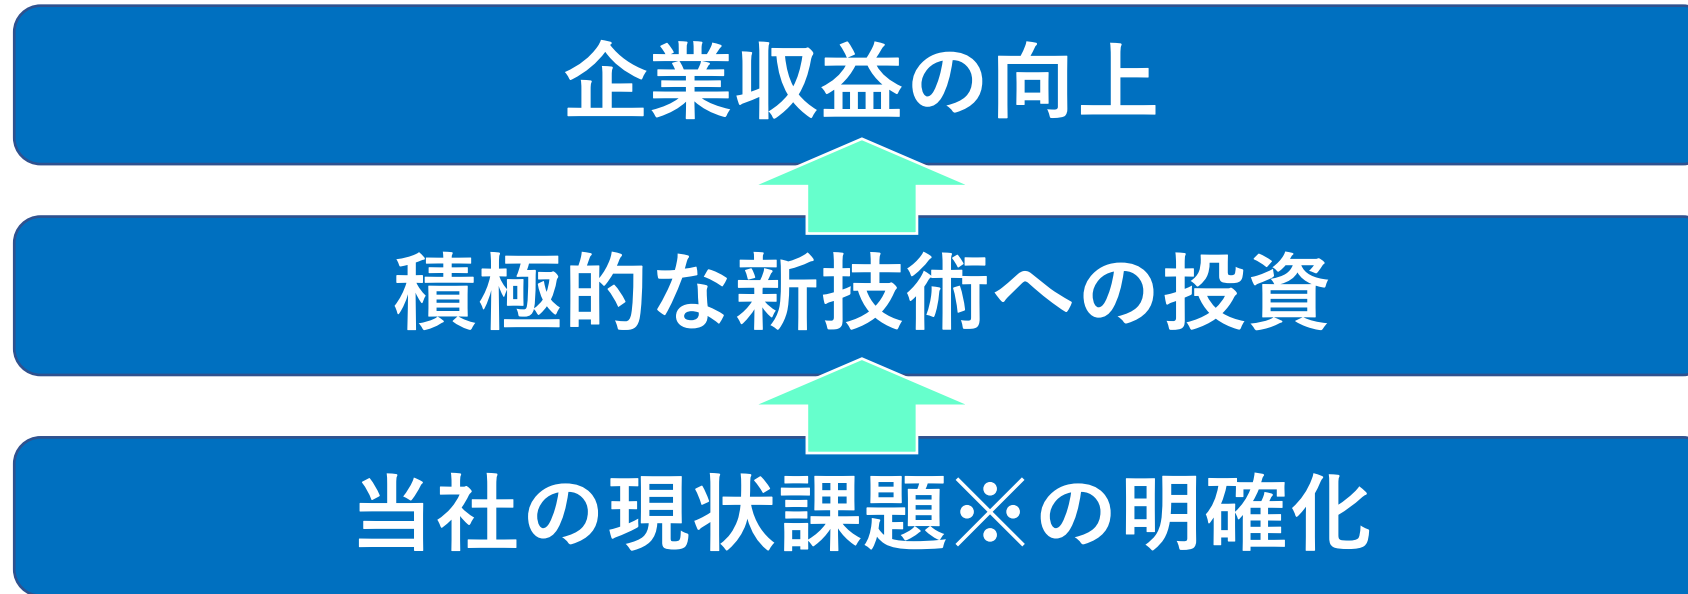 企業収益の向上
積極的な新技術への投資
当社の現状課題※の明確化